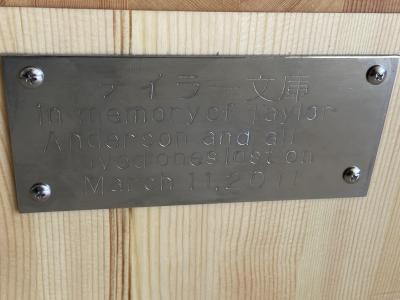 テイラー文庫
in memory of Taylor
Anderson and all
lvod ones lost on
March 11, 2011